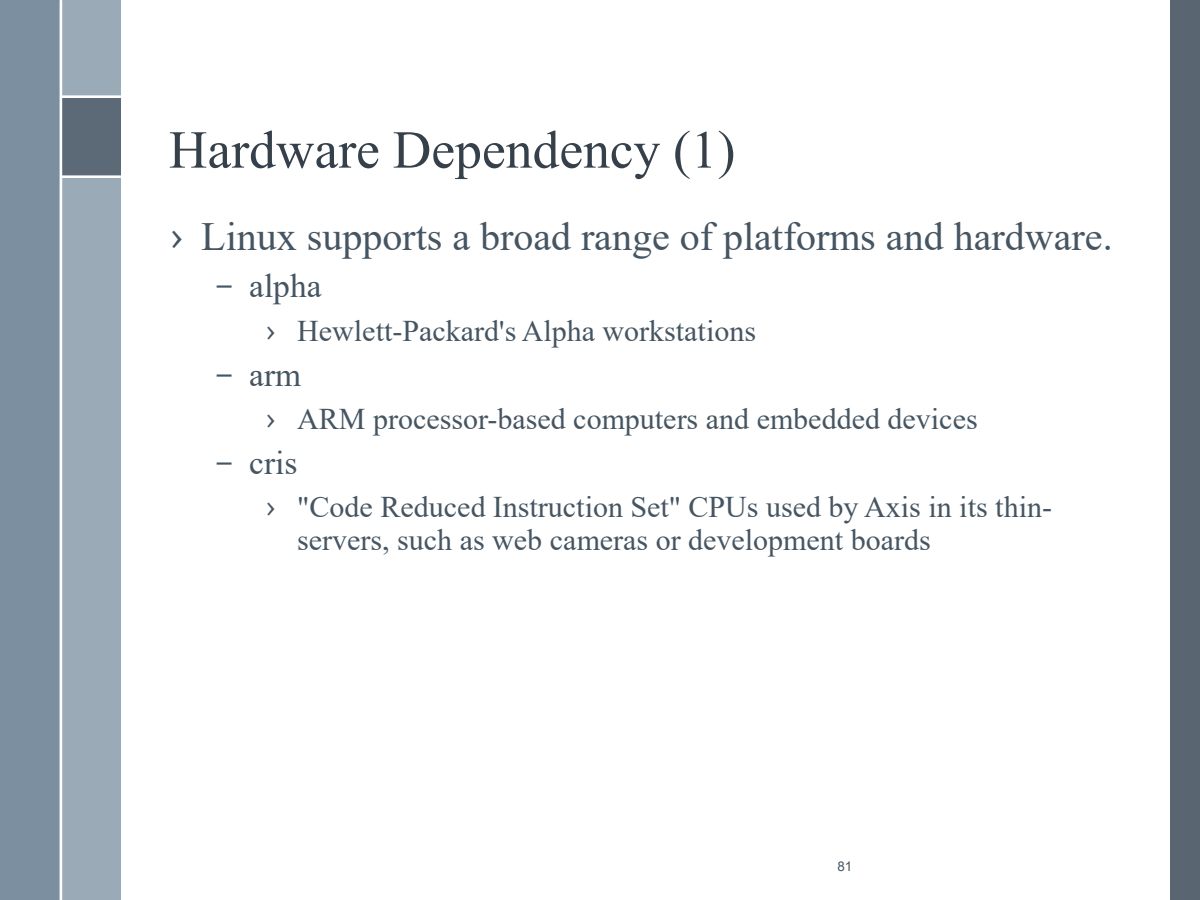 Hardware Dependency (1)
› Linux supports a broad range of platforms and hardware.
– alpha
› Hewlett-Packard's Alpha workstations
– arm
› ARM processor-based computers and embedded devices
– cris
› "Code Reduced Instruction Set" CPUs used by Axis in its thin-
servers, such as web cameras or development boards
81